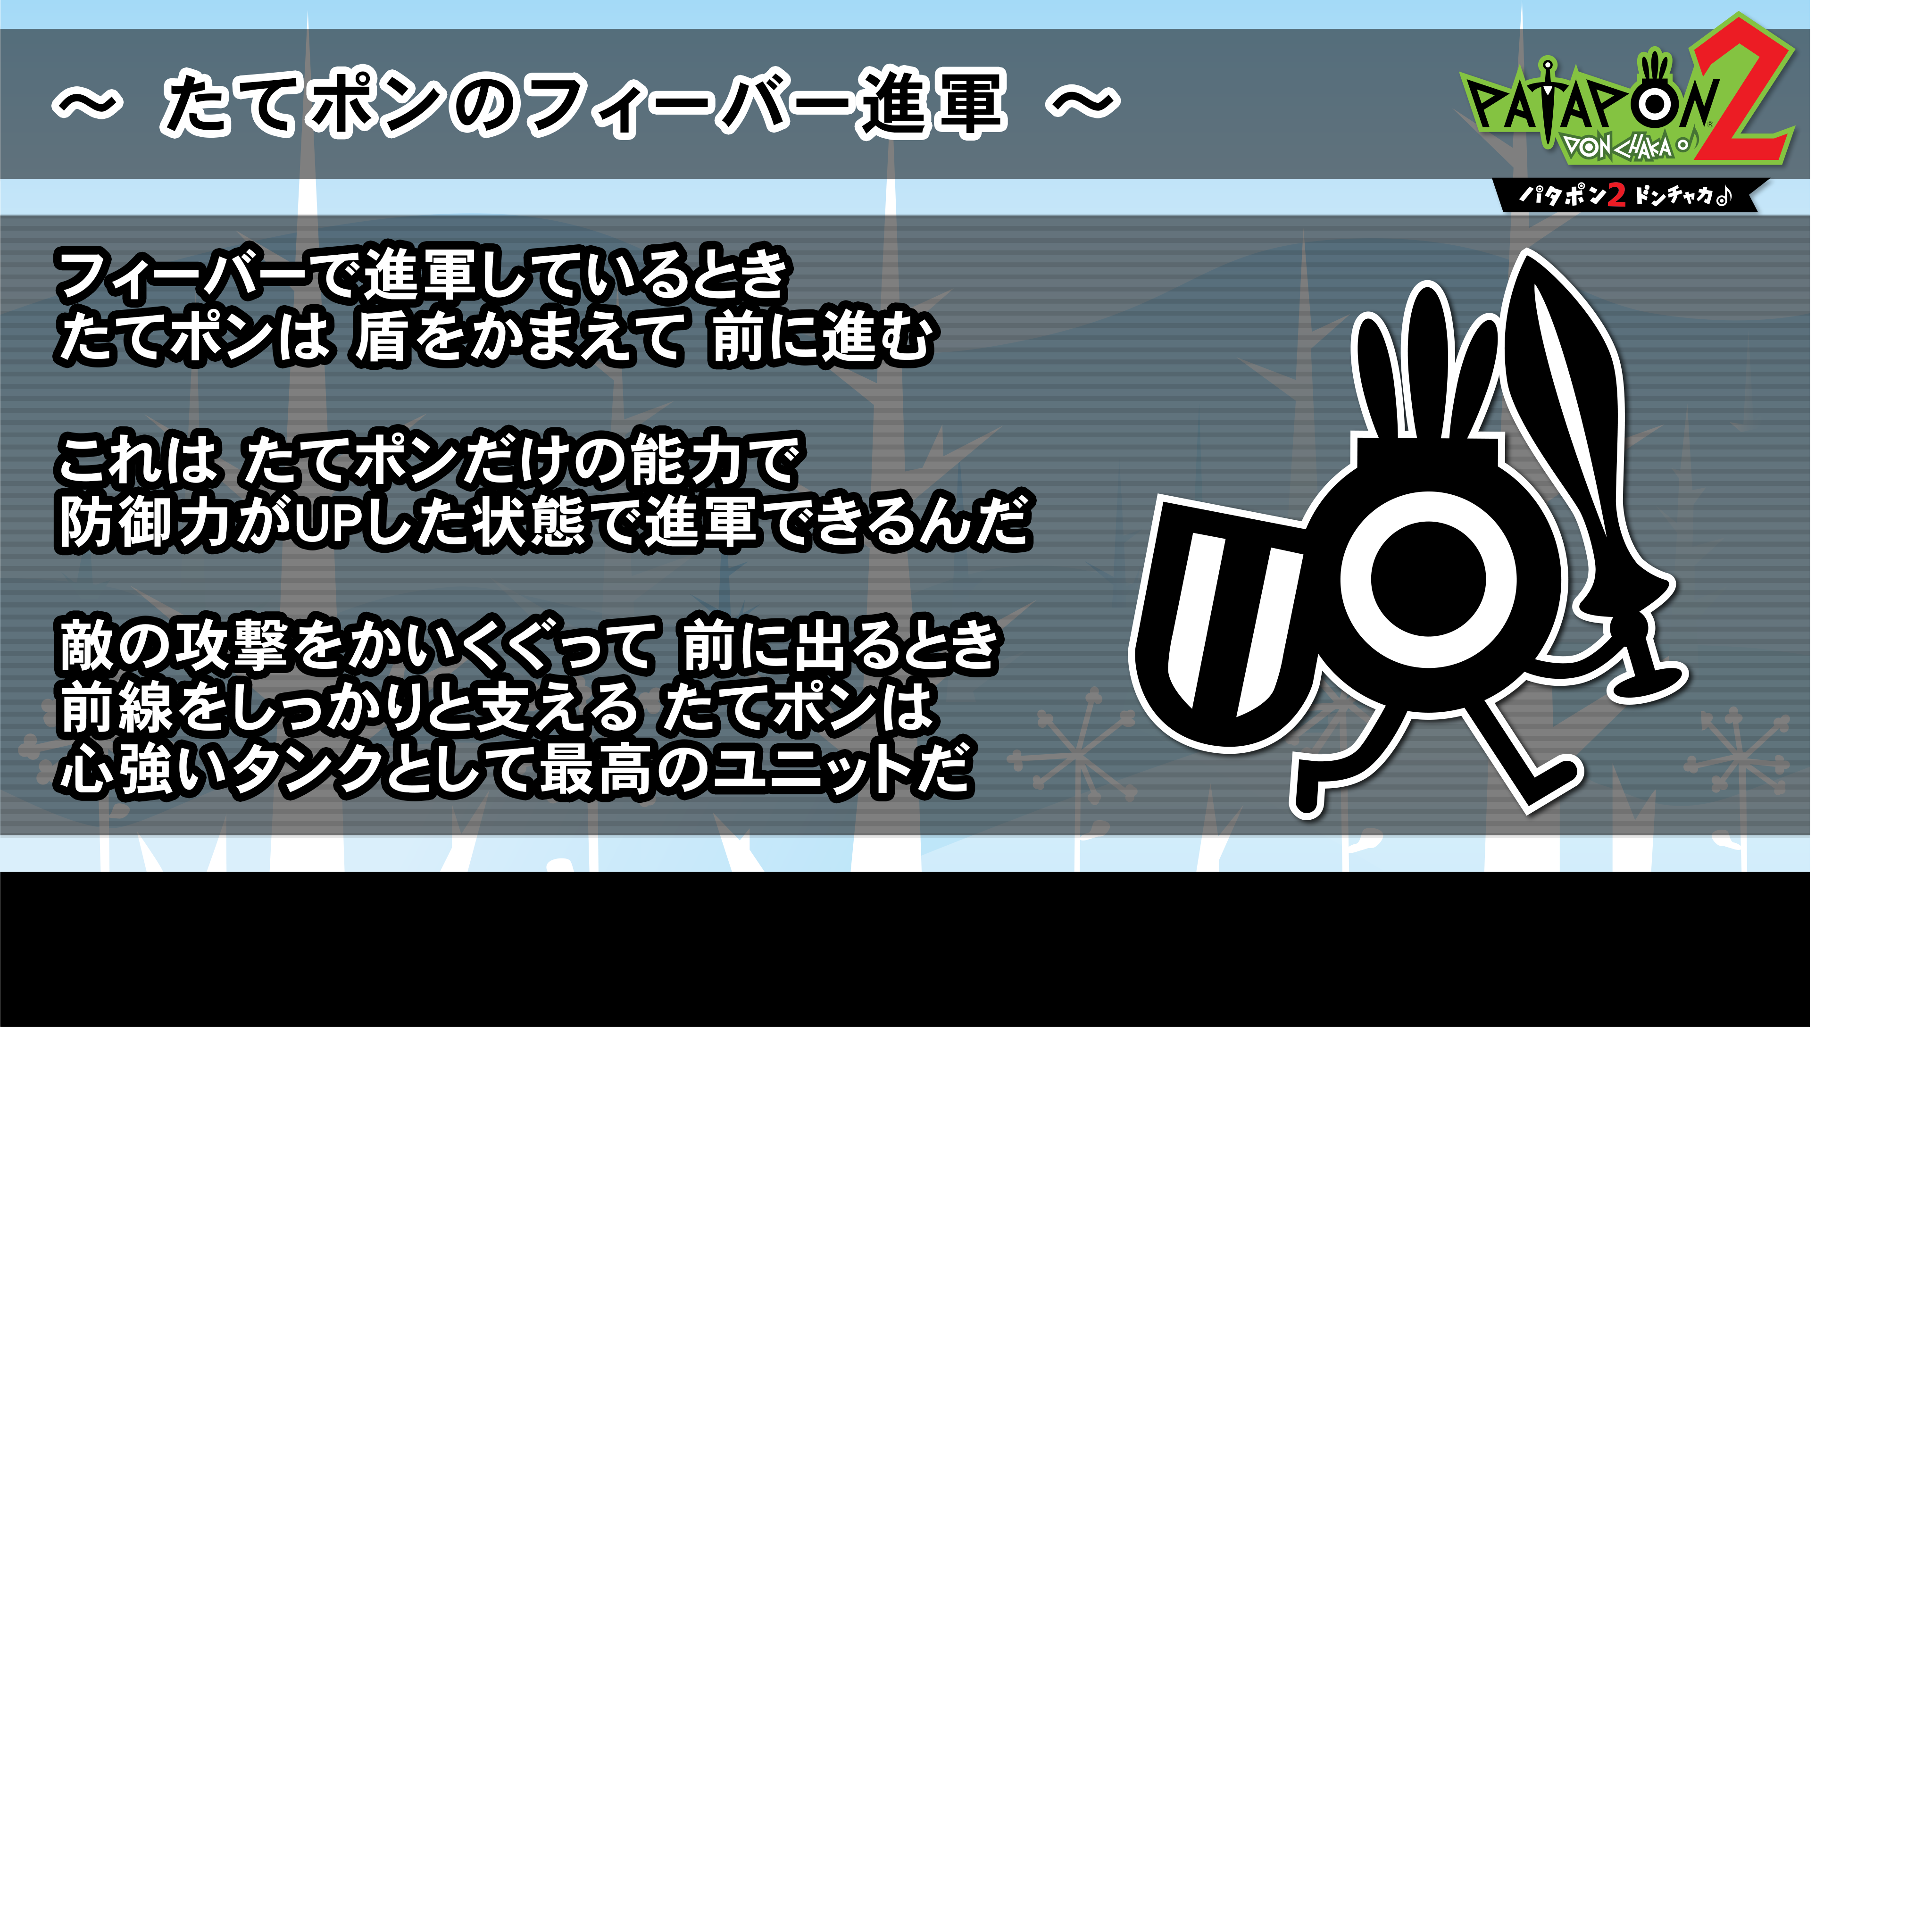 ～ たてポンのフィーバー進軍 ～
PATAPON 2
DON CHAKA♪
パタポン2 ドンチャカ♪
フィーバーで進軍しているとき
たてポンは 盾をかまえて 前に進む
これは たてポンだけの能力で
防御力がUPした状態で進軍できるんだ
敵の攻撃をかいくぐって 前に出るとき
前線をしっかりと支える たてポンは
心強いタンクとして最高のユニットだ